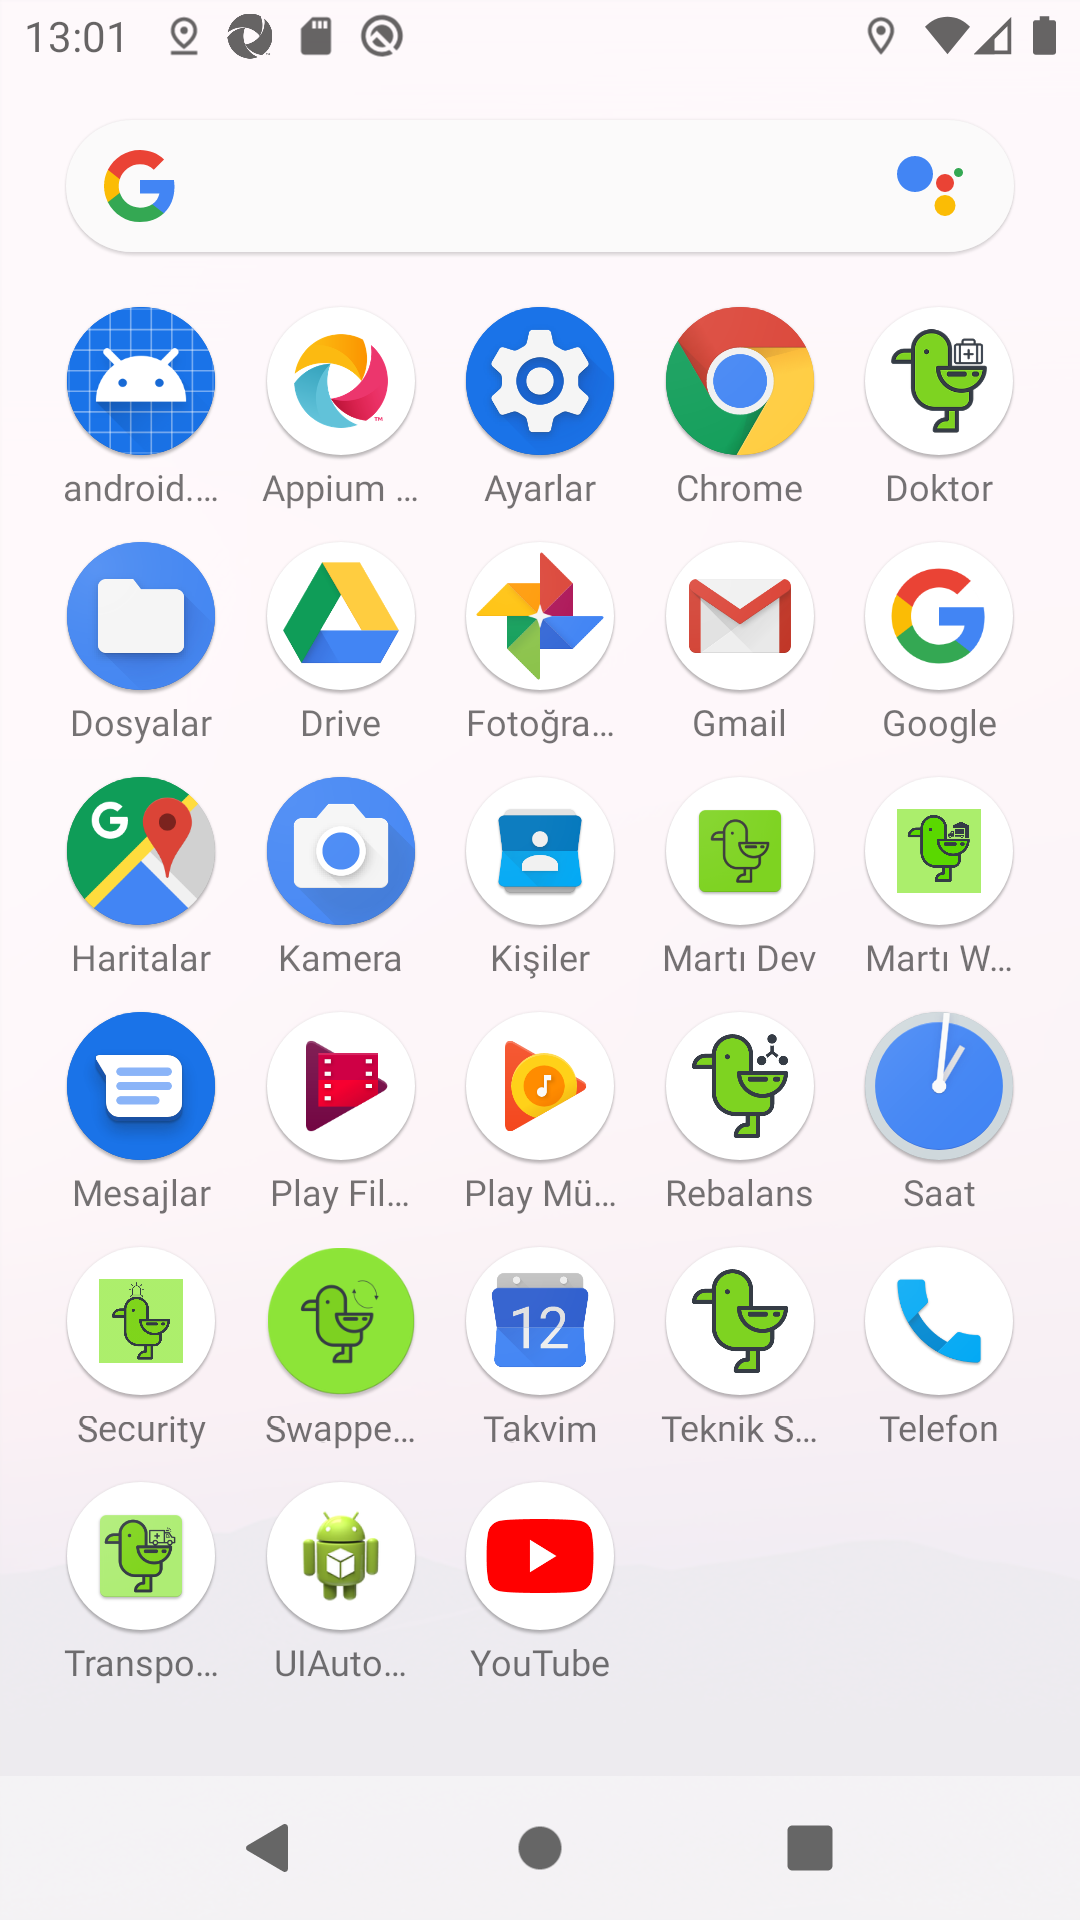 13:01
android.... Appium ... Ayarlar Chrome Doktor
Dosyalar Drive Fotoğra... Gmail Google
Haritalar Kamera Kişiler Martı Dev Martı W...
Mesajlar Play Fil... Play Mü... Rebalans Saat
12
Security Swappe... Takvim Teknik S... Telefon
Transpo... UIAuto... YouTube